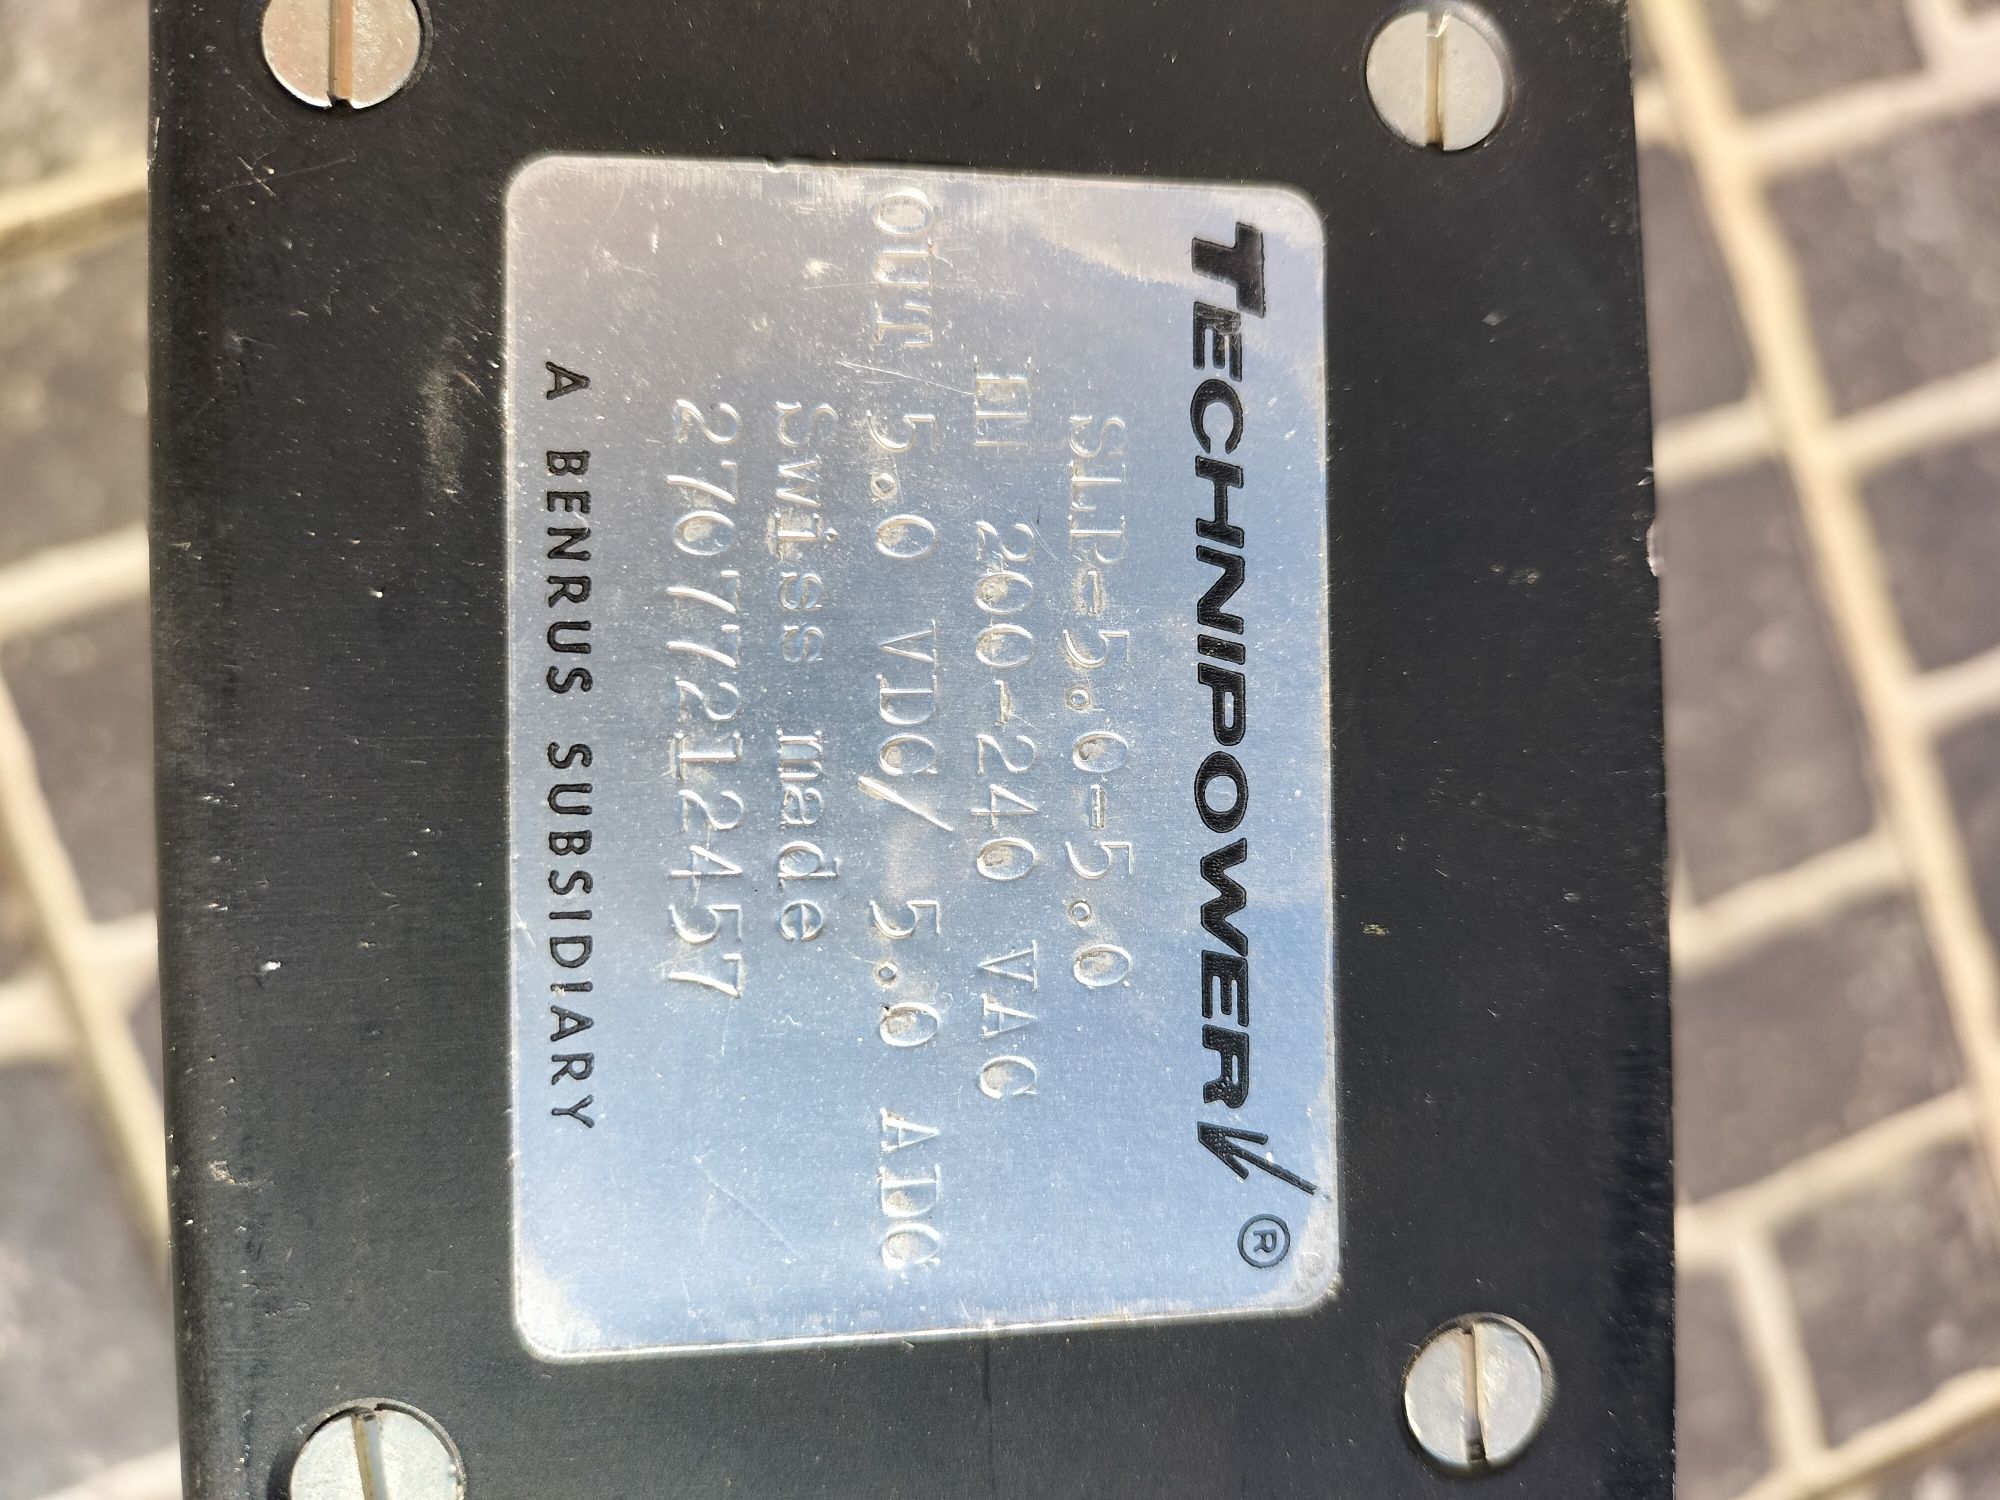 TECHNIPOWER ®
SLP-5.0-5.0
IN 200-240 VAC
OUT 5.0 VDC/ 5.0 ADC
Swiss made
27077212457
A BENRUS SUBSIDIARY